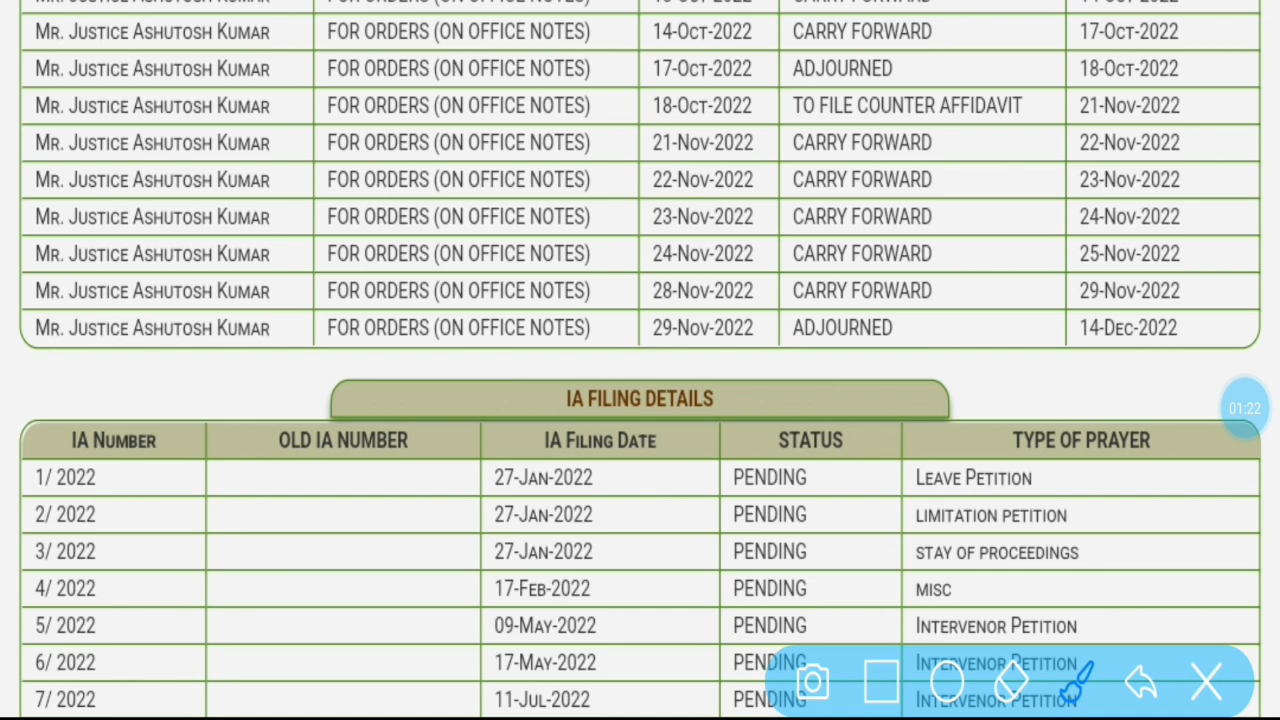 Mr. Justice Ashutosh Kumar FOR ORDERS (ON OFFICE NOTES) 14-Oct-2022 CARRY FORWARD 17-Oct-2022
Mr. Justice Ashutosh Kumar FOR ORDERS (ON OFFICE NOTES) 17-Oct-2022 ADJOURNED 18-Oct-2022
Mr. Justice Ashutosh Kumar FOR ORDERS (ON OFFICE NOTES) 18-Oct-2022 TO FILE COUNTER AFFIDAVIT 21-Nov-2022
Mr. Justice Ashutosh Kumar FOR ORDERS (ON OFFICE NOTES) 21-Nov-2022 CARRY FORWARD 22-Nov-2022
Mr. Justice Ashutosh Kumar FOR ORDERS (ON OFFICE NOTES) 22-Nov-2022 CARRY FORWARD 23-Nov-2022
Mr. Justice Ashutosh Kumar FOR ORDERS (ON OFFICE NOTES) 23-Nov-2022 CARRY FORWARD 24-Nov-2022
Mr. Justice Ashutosh Kumar FOR ORDERS (ON OFFICE NOTES) 24-Nov-2022 CARRY FORWARD 25-Nov-2022
Mr. Justice Ashutosh Kumar FOR ORDERS (ON OFFICE NOTES) 28-Nov-2022 CARRY FORWARD 29-Nov-2022
Mr. Justice Ashutosh Kumar FOR ORDERS (ON OFFICE NOTES) 29-Nov-2022 ADJOURNED 14-Dec-2022
IA FILING DETAILS
01:22
IA Number OLD IA NUMBER IA Filing Date STATUS TYPE OF PRAYER
1/ 2022 27-Jan-2022 PENDING Leave Petition
2/ 2022 27-Jan-2022 PENDING LIMITATION PETITION
3/ 2022 27-Jan-2022 PENDING STAY OF PROCEEDINGS
4/ 2022 17-Feb-2022 PENDING MISC
5/ 2022 09-May-2022 PENDING Intervenor Petition
6/ 2022 17-May-2022 PENDING Intervenor Petition
7/ 2022 11-Jul-2022 PENDING Intervenor Petition